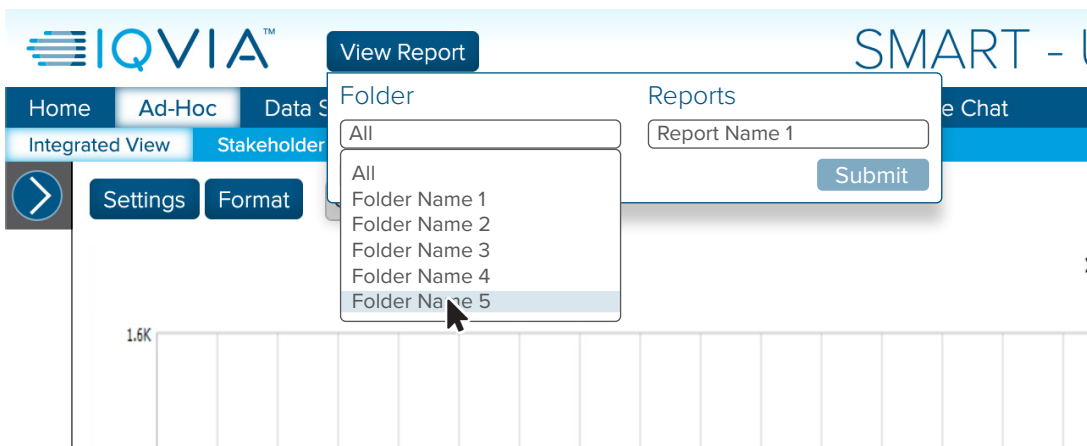 IQVIA™
View Report
SMART -
Folder
Reports
Home
Ad-Hoc
Data
Chat
All
Report Name 1
Integrated View
Stakeholder
Submit
All
Folder Name 1
Folder Name 2
Folder Name 3
Folder Name 4
Folder Name 5
Settings
Format
1.6K